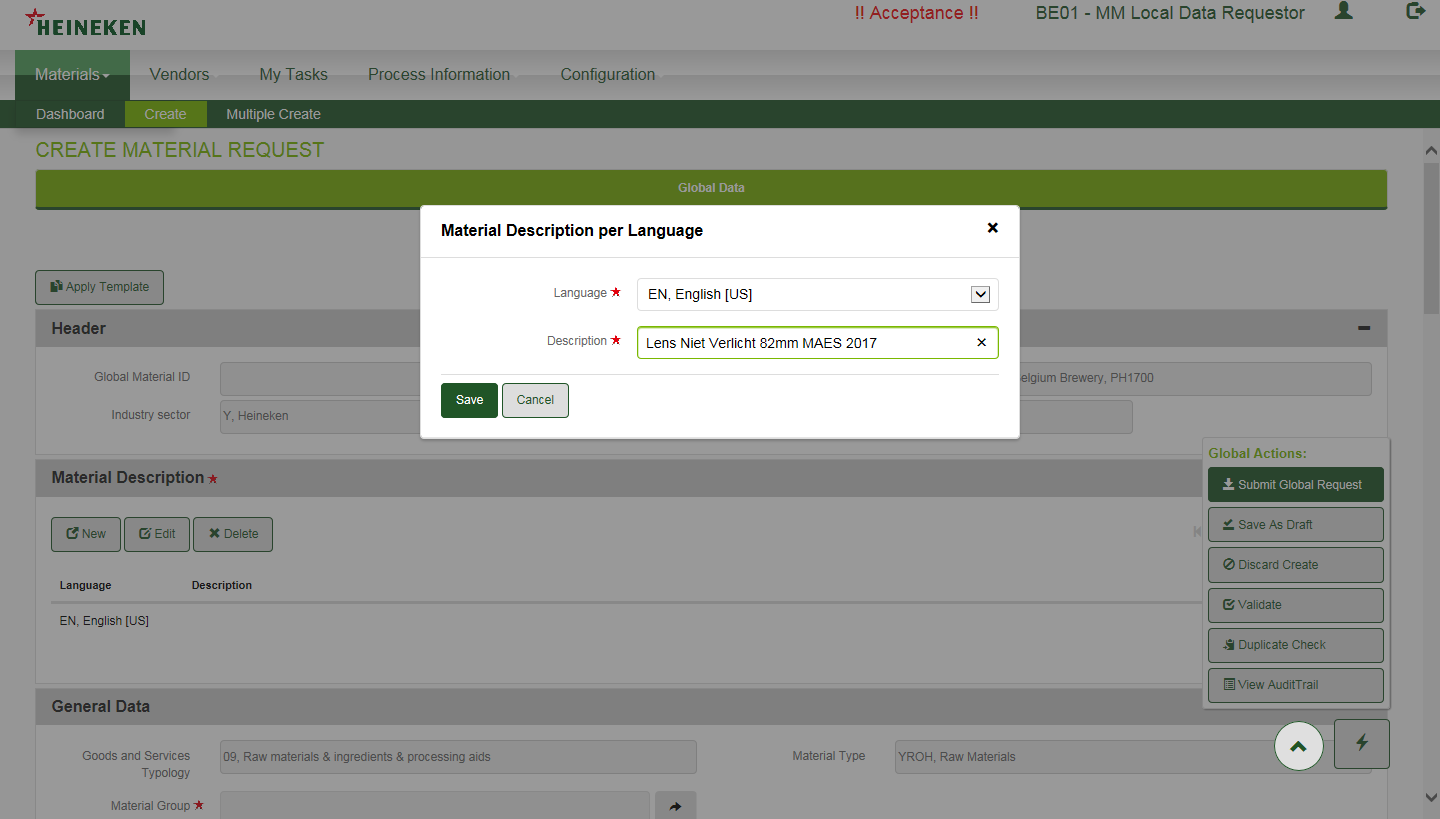 HEINEKEN
!! Acceptance !!
BE01 - MM Local Data Requestor
Materials
Vendors
My Tasks
Process Information
Configuration
Dashboard
Create
Multiple Create
CREATE MATERIAL REQUEST
Global Data
Material Description per Language
Language
EN, English [US]
Description
Lens Niet Verlicht 82mm MAES 2017
Save
Cancel
Apply Template
Header
Global Material ID
elgium Brewery, PH1700
Industry sector
Y, Heineken
Material Description
New
Edit
Delete
Language
Description
EN, English [US]
Global Actions:
Submit Global Request
Save As Draft
Discard Create
Validate
Duplicate Check
View AuditTrail
General Data
Goods and Services
Typology
09, Raw materials & ingredients & processing aids
Material Type
YROH, Raw Materials
Material Group